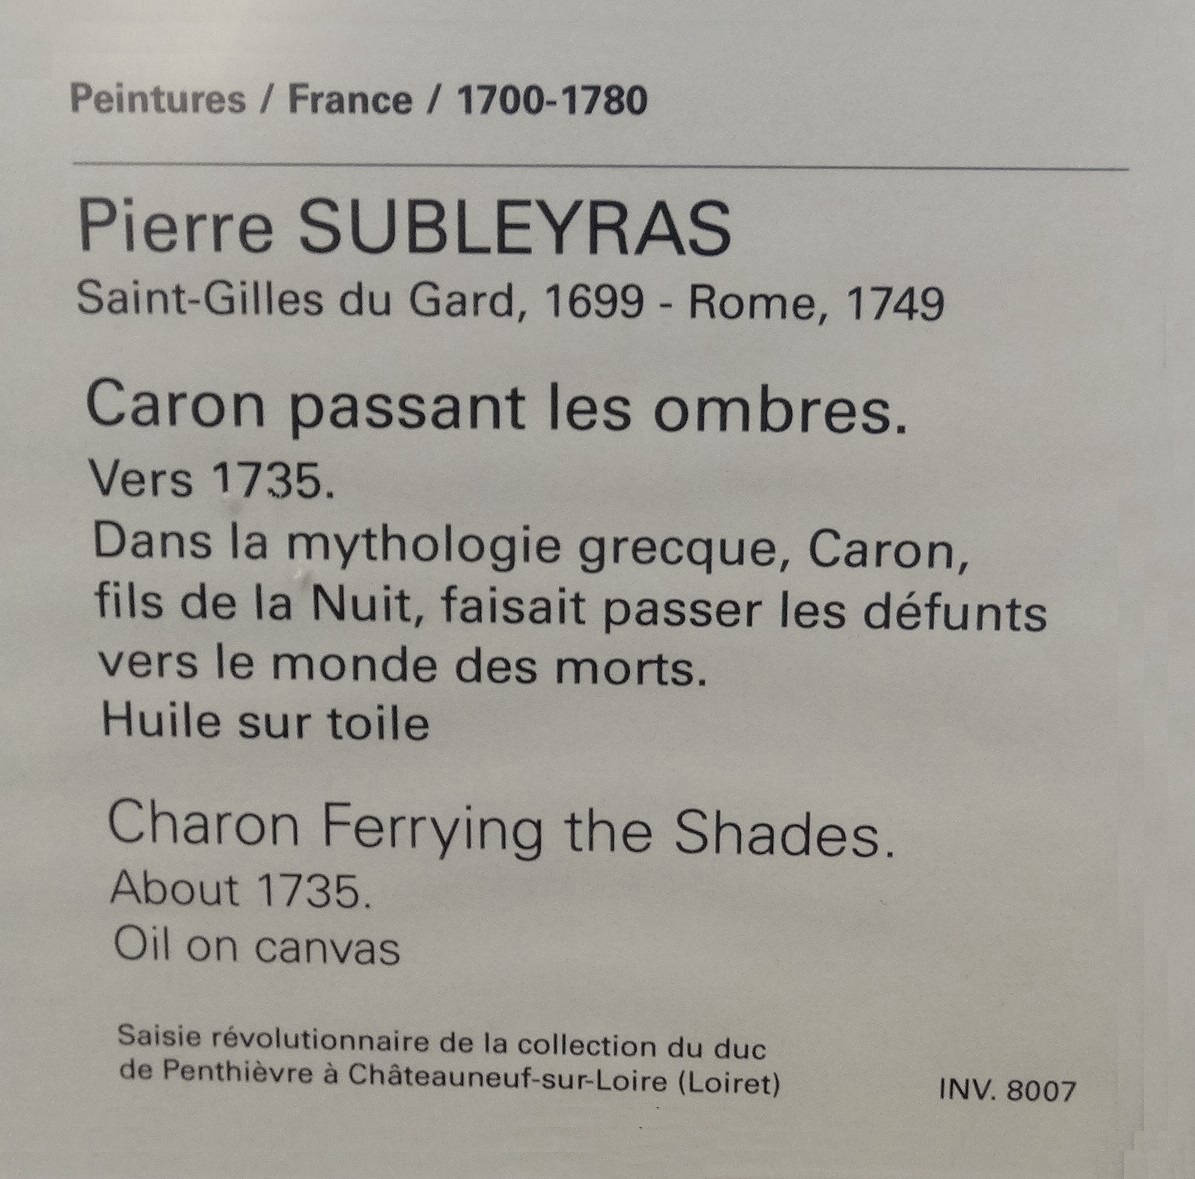 Peintures / France / 1700-1780
Pierre SUBLEYRAS
Saint-Gilles du Gard, 1699 - Rome, 1749
Caron passant les ombres.
Vers 1735.
Dans la mythologie grecque, Caron,
fils de la Nuit, faisait passer les défunts
vers le monde des morts.
Huile sur toile
Charon Ferrying the Shades.
About 1735.
Oil on canvas
Saisie révolutionnaire de la collection du duc
de Penthièvre à Châteauneuf-sur-Loire (Loiret)
INV. 8007